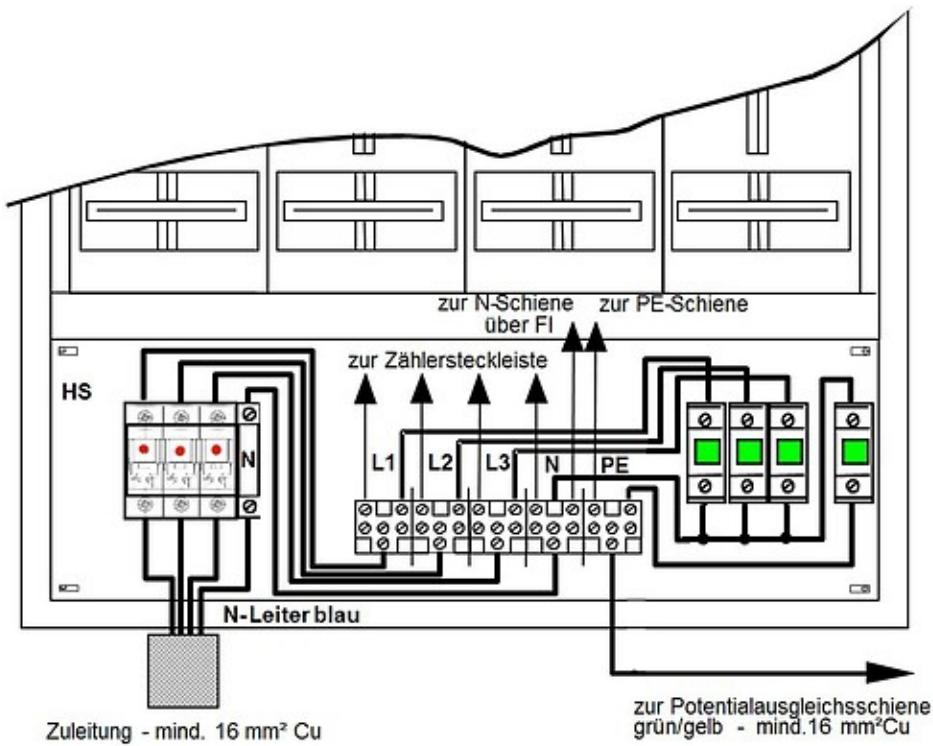 zur N-Schiene
über FI
zur PE-Schiene
zur Zählersteckleiste
HS
N
L1
L2
L3
N
PE
N-Leiter blau
Zuleitung - mind. 16 mm² Cu
zur Potentialausgleichsschiene
grün/gelb - mind.16 mm²Cu